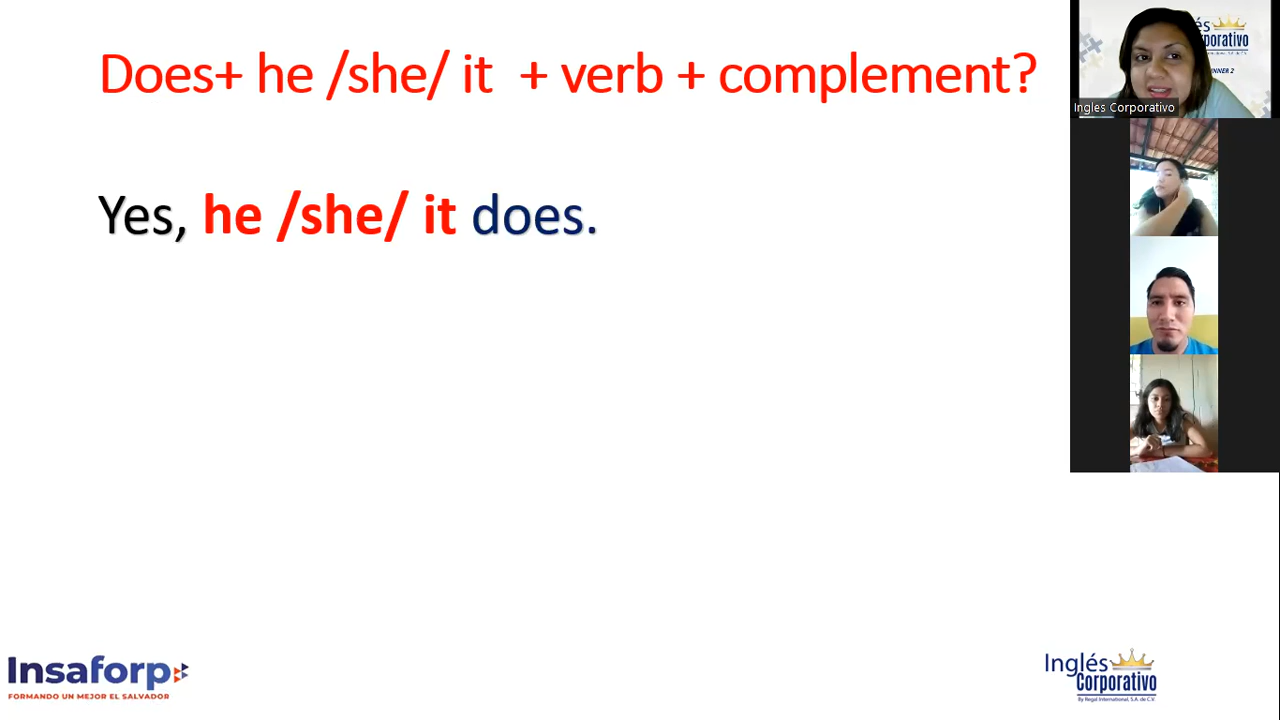 Does+ he /she/ it + verb + complement?
Yes, he /she/ it does.
Ingles Corporativo
Insaforp
FORMANDO UN MEJOR EL SALVADOR
Inglés
Corporativo
By Regal International, S.A. de C.V.